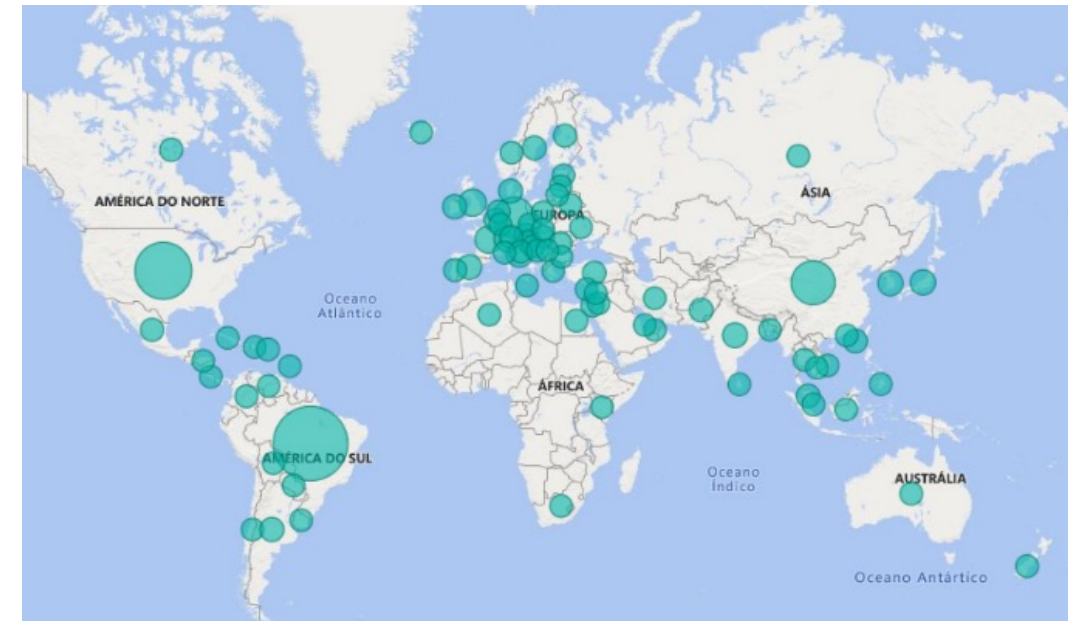 ÁSIA
AMÉRICA DO NORTE
EUROPA
Oceano
Atlântico
ÁFRICA
AMÉRICA DO SUL
Oceano
Índico
AUSTRÁLIA
Oceano Antártico